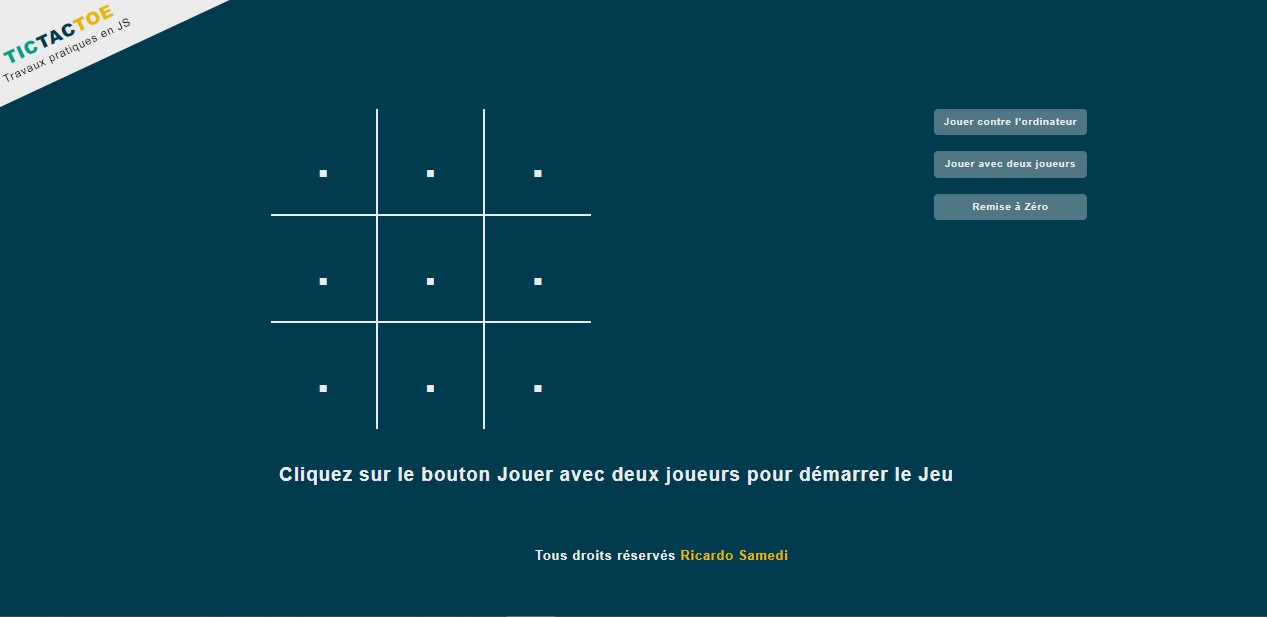 TICTACTOE
Travaux pratiques en JS
Jouer contre l'ordinateur
Jouer avec deux joueurs
Remise à Zéro
Cliquez sur le bouton Jouer avec deux joueurs pour démarrer le Jeu
Tous droits réservés Ricardo Samedi